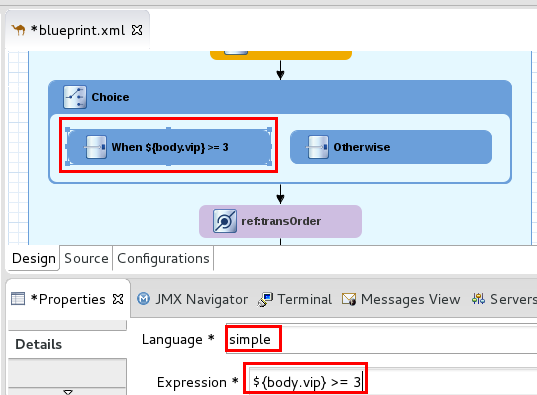 *blueprint.xml
Choice
When ${body.vip} >= 3
Otherwise
ref:transOrder
Design Source Configurations
*Properties JMX Navigator Terminal Messages View Servers
Details
Language * simple
Expression * ${body.vip} >= 3